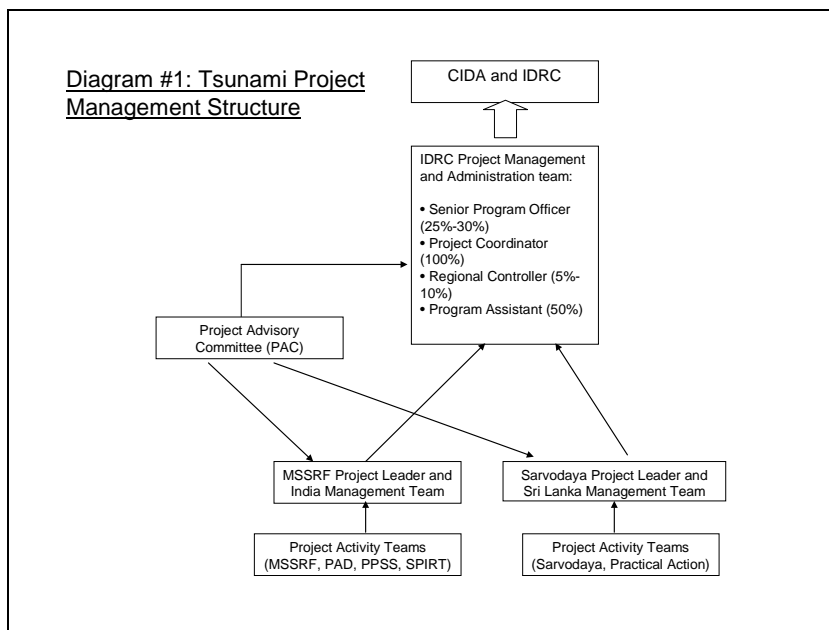 Diagram #1: Tsunami Project
Management Structure
CIDA and IDRC
IDRC Project Management
and Administration team:
• Senior Program Officer
(25%-30%)
• Project Coordinator
(100%)
• Regional Controller (5%-
10%)
• Program Assistant (50%)
Project Advisory
Committee (PAC)
MSSRF Project Leader and
India Management Team
Sarvodaya Project Leader and
Sri Lanka Management Team
Project Activity Teams
(MSSRF, PAD, PPSS, SPIRT)
Project Activity Teams
(Sarvodaya, Practical Action)